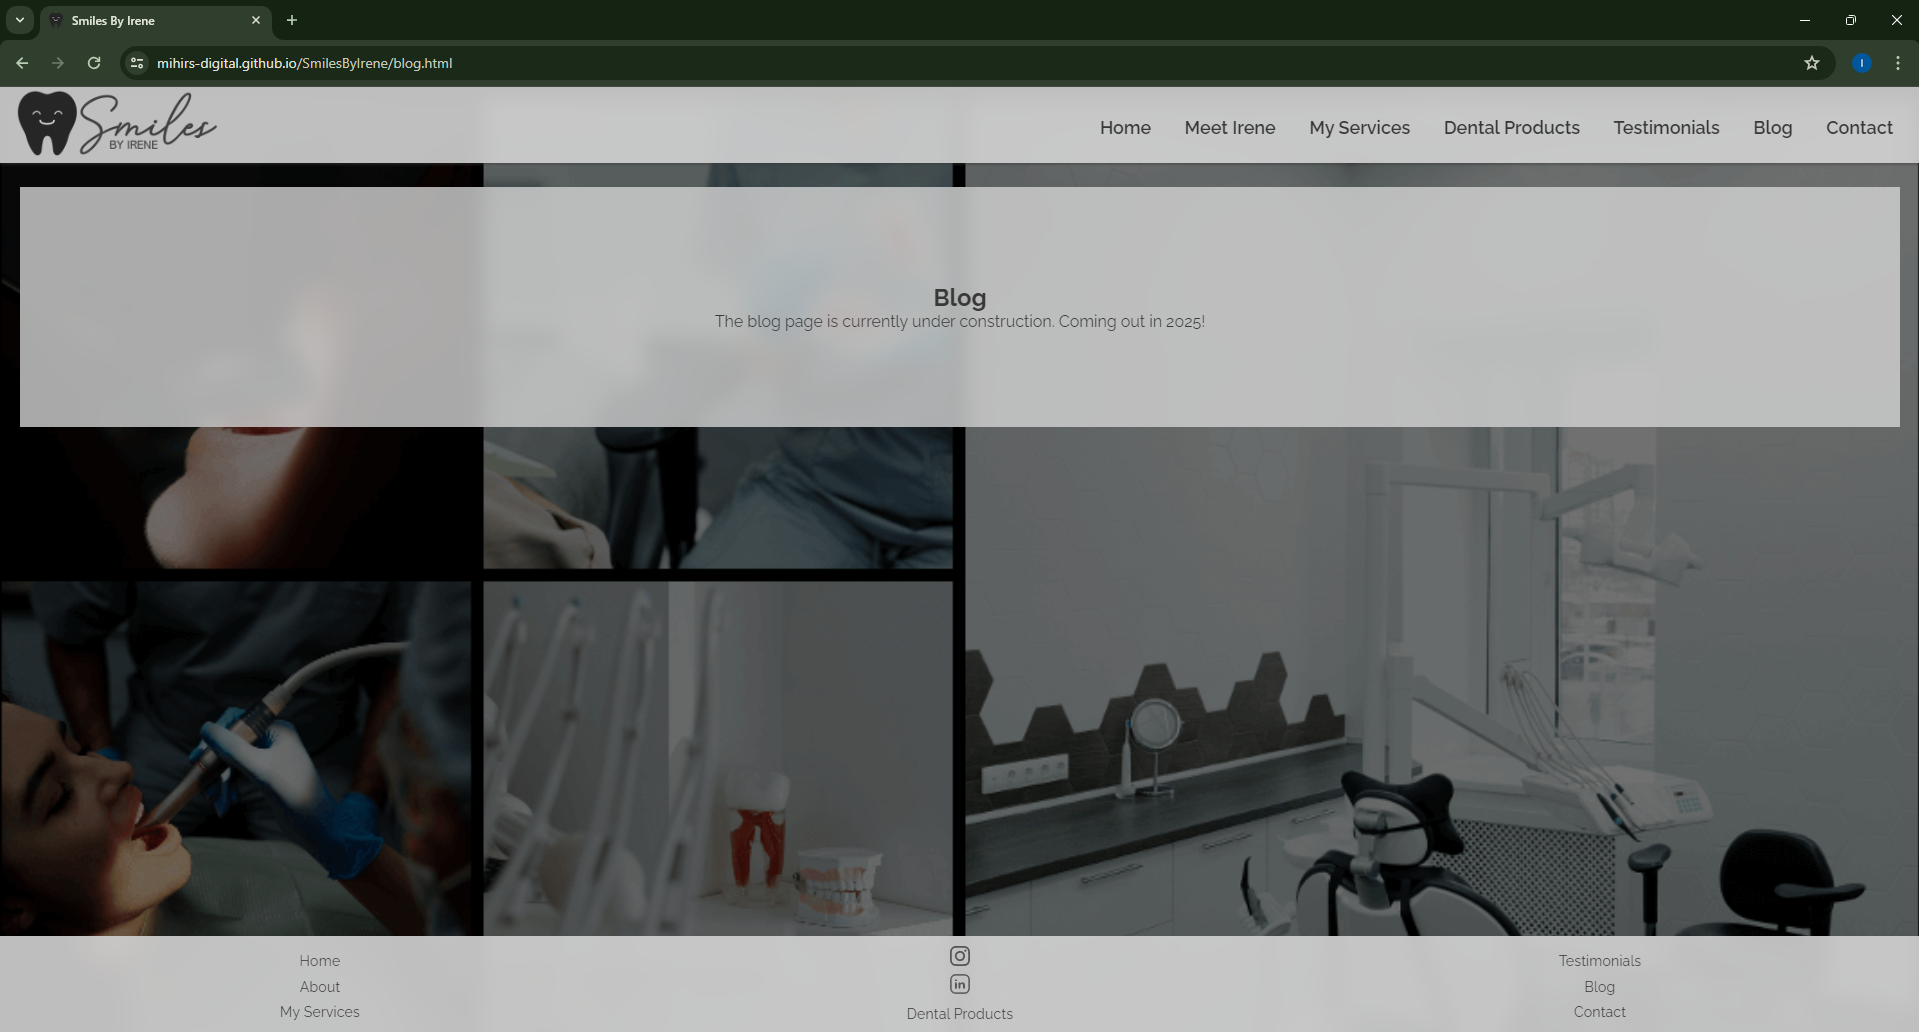 Smiles By Irene
mihirs-digital.github.io/SmilesByIrene/blog.html
I
Smiles
BY IRENE
Home
Meet Irene
My Services
Dental Products
Testimonials
Blog
Contact
Blog
The blog page is currently under construction. Coming out in 2025!
Home
About
My Services
in
Dental Products
Testimonials
Blog
Contact